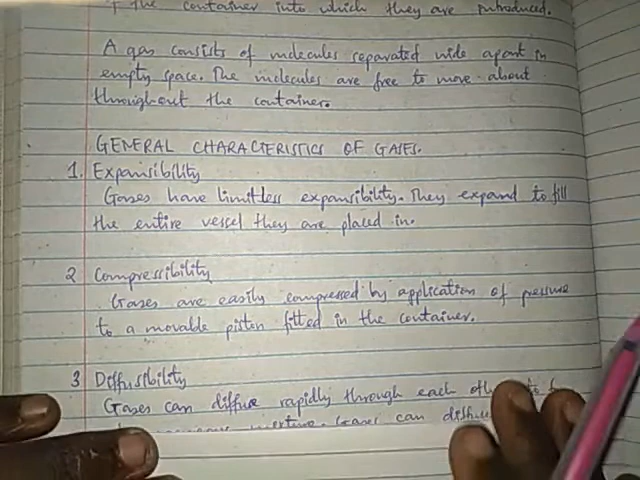 of the container into which they are introduced.
A gas consists of molecules separated wide apart in
empty space. The molecules are free to move about
throughout the container.
GENERAL CHARACTERISTICS OF GASES.
1. Expansibility
Gases have limitless expansibility. They expand to fill
the entire vessel they are placed in.
2 Compressibility
Gases are easily compressed by application of pressure
to a movable piston fitted in the container.
3 Diffusibility
Gases can diffuse rapidly through each other to
Gases can diffuse